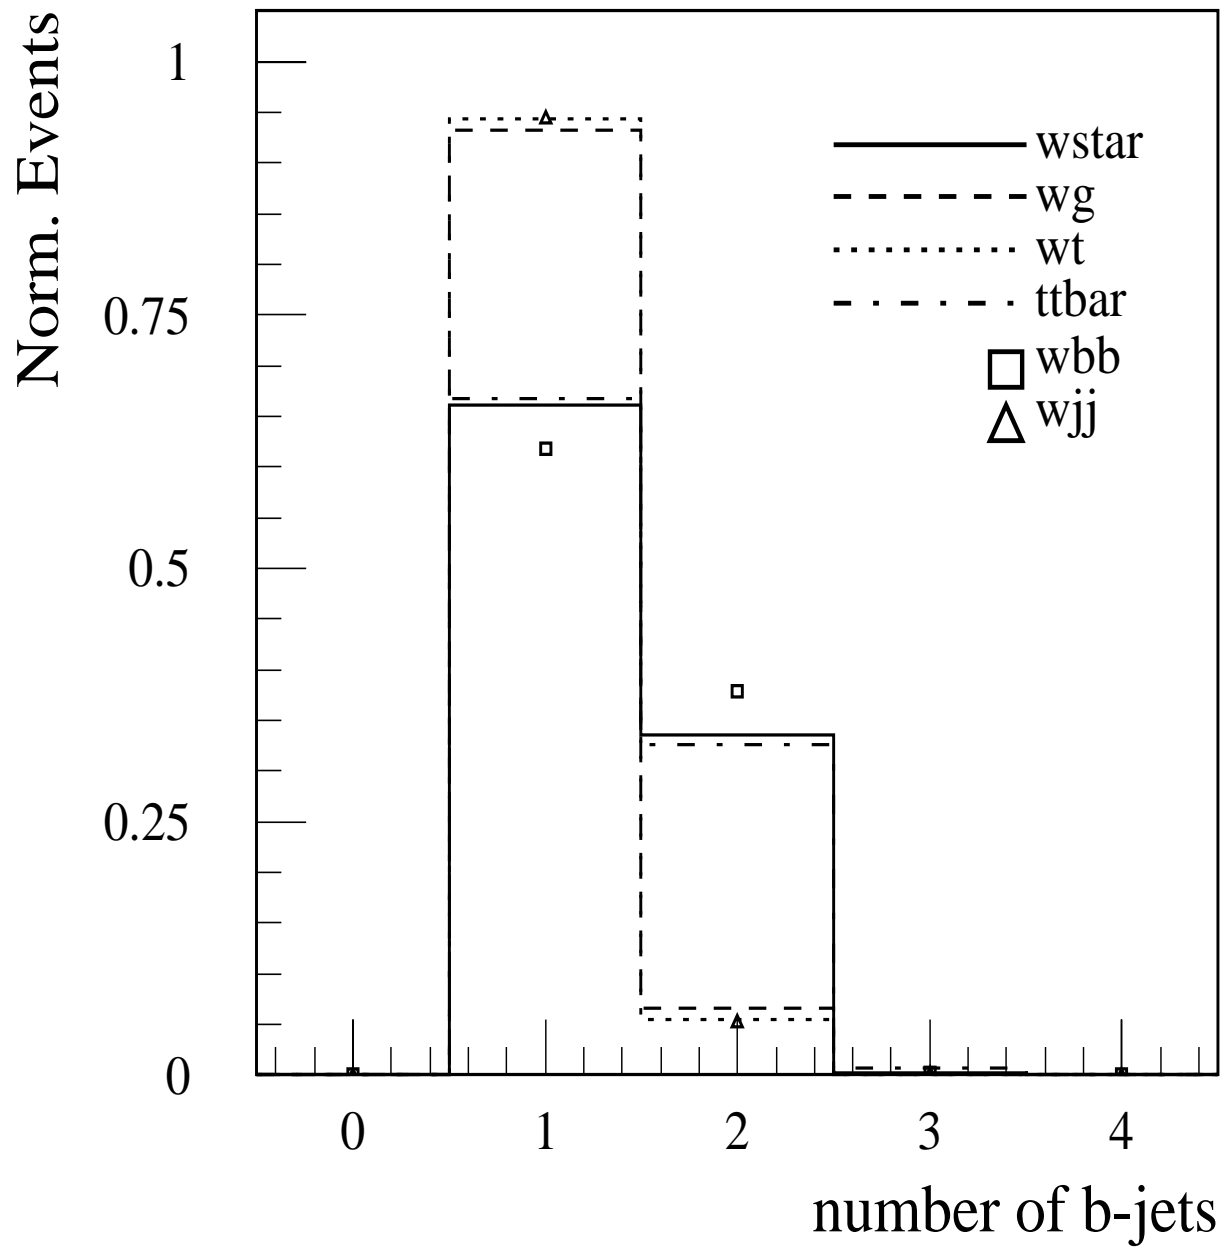 Norm. Events
1
0.75
0.5
0.25
0
wstar
wg
wt
ttbar
wbb
wjj
0 1 2 3 4
number of b-jets